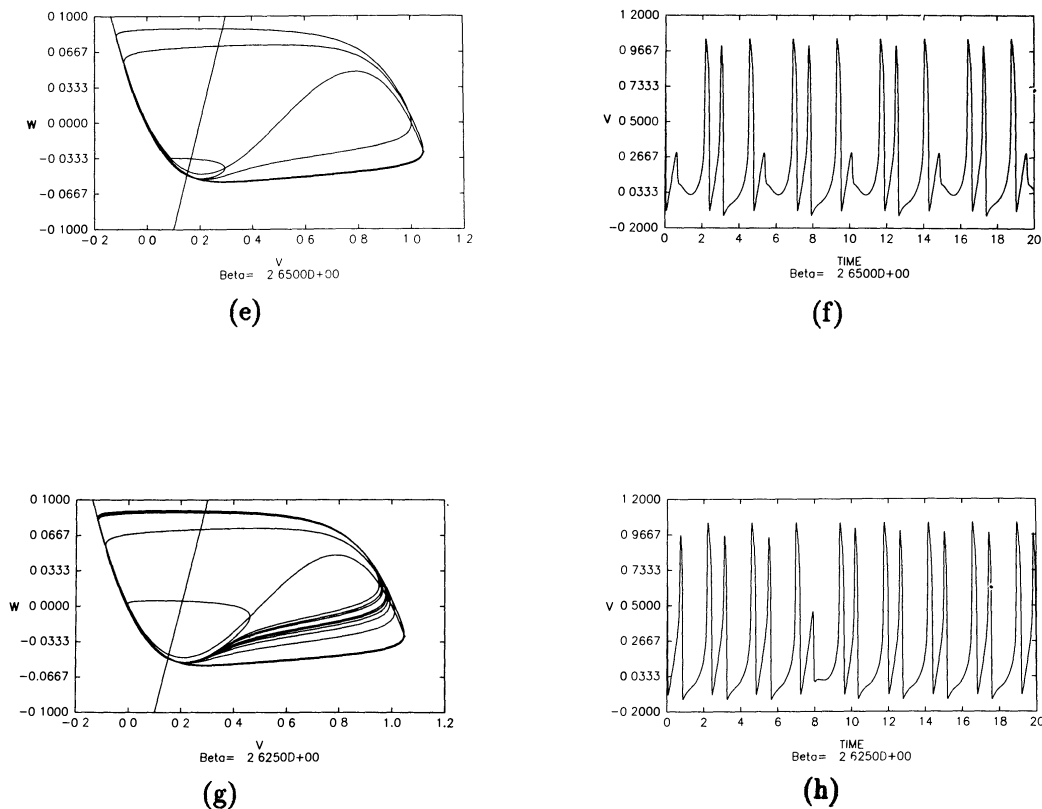 0 1000
0 0667
0 0333
W 0 0000
-0 0333
-0 0667
-0 1000
-0 2 0 0 0 2 0 4 0 6 0 8 1 0 1 2
V
Beta= 2 6500D+00
(e)
1 2000
0 9667
0 7333
V 0 5000
0 2667
0 0333
-0 2000
0 2 4 6 8 10 12 14 16 18 20
TIME
Beta= 2 6500D+00
(f)
0 1000
0 0667
0 0333
W 0 0000
-0 0333
-0 0667
-0 1000
-0 2 0 0 0 2 0 4 0 6 0 8 1.0 1.2
V
Beta= 2 6250D+00
(g)
1 2000
0 9667
0 7333
V 0 5000
0 2667
0 0333
-0 2000
0 2 4 6 8 10 12 14 16 18 20
TIME
Beta= 2 6250D+00
(h)